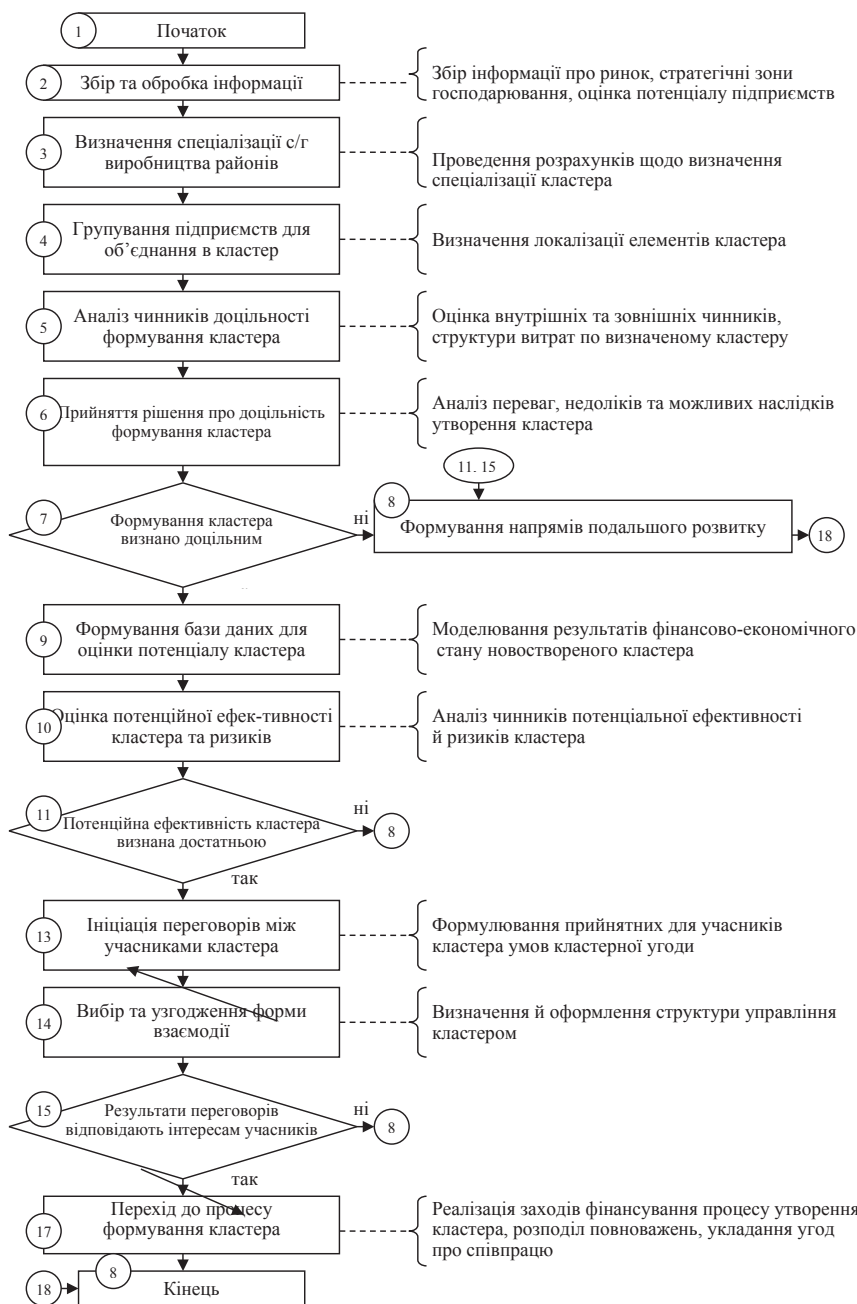 1
Початок
2
Збір та обробка інформації
Збір інформації про ринок, стратегічні зони
господарювання, оцінка потенціалу підприємств
3
Визначення спеціалізації с/г
виробництва районів
Проведення розрахунків щодо визначення
спеціалізації кластера
4
Групування підприємств для
об’єднання в кластер
Визначення локалізації елементів кластера
5
Аналіз чинників доцільності
формування кластера
Оцінка внутрішніх та зовнішніх чинників,
структури витрат по визначеному кластеру
6
Прийняття рішення про доцільність
формування кластера
Аналіз переваг, недоліків та можливих наслідків
утворення кластера
11, 15
7
Формування кластера
визнано доцільним
ні
8
Формування напрямів подальшого розвитку
18
9
Формування бази даних для
оцінки потенціалу кластера
Моделювання результатів фінансово-економічного
стану новоствореного кластера
10
Оцінка потенційної ефек-тивності
кластера та ризиків
Аналіз чинників потенціальної ефективності
й ризиків кластера
11
Потенційна ефективність кластера
визнана достатньою
ні
8
так
13
Ініціація переговорів між
учасниками кластера
Формулювання прийнятних для учасників
кластера умов кластерної угоди
14
Вибір та узгодження форми
взаємодії
Визначення й оформлення структури управління
кластером
15
Результати переговорів
відповідають інтересам учасників
ні
8
так
17
Перехід до процесу
формування кластера
Реалізація заходів фінансування процесу утворення
кластера, розподіл повноважень, укладання угод
про співпрацю
18
8
Кінець